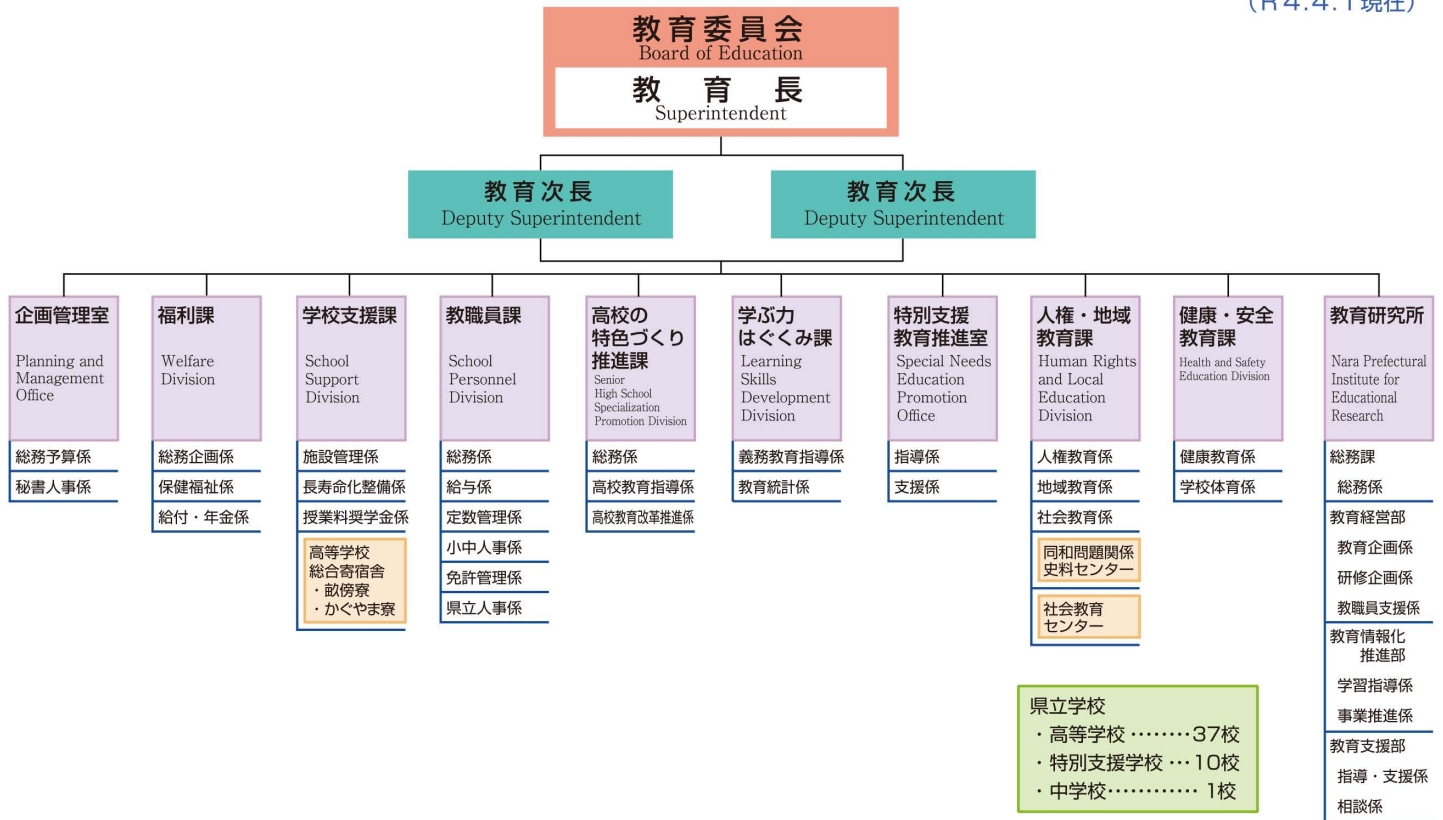 （R4.4.1現在）
教育委員会
Board of Education
教育長
Superintendent
教育次長
Deputy Superintendent
教育次長
Deputy Superintendent
企画管理室
Planning and
Management
Office
総務予算係
秘書人事係
福利課
Welfare
Division
総務企画係
保健福祉係
給付・年金係
学校支援課
School
Support
Division
施設管理係
長寿命化整備係
授業料奨学金係
高等学校
総合寄宿舎
・畝傍寮
・かぐやま寮
教職員課
School
Personnel
Division
総務係
給与係
定数管理係
小中人事係
免許管理係
県立人事係
高校の
特色づくり
推進課
Senior
High School
Specialization
Promotion Division
総務係
高校教育指導係
高校教育改革推進係
学ぶ力
はぐくみ課
Learning
Skills
Development
Division
義務教育指導係
教育統計係
特別支援
教育推進室
Special Needs
Education
Promotion
Office
指導係
支援係
人権・地域
教育課
Human Rights
and Local
Education
Division
人権教育係
地域教育係
社会教育係
同和問題関係
史料センター
社会教育
センター
健康・安全
教育課
Health and Safety
Education Division
健康教育係
学校体育係
教育研究所
Nara Prefectural
Institute for
Educational
Research
総務課
総務係
教育経営部
教育企画係
研修企画係
教職員支援係
教育情報化
推進部
学習指導係
事業推進係
教育支援部
指導・支援係
相談係
県立学校
・高等学校………37校
・特別支援学校…10校
・中学校…………1校